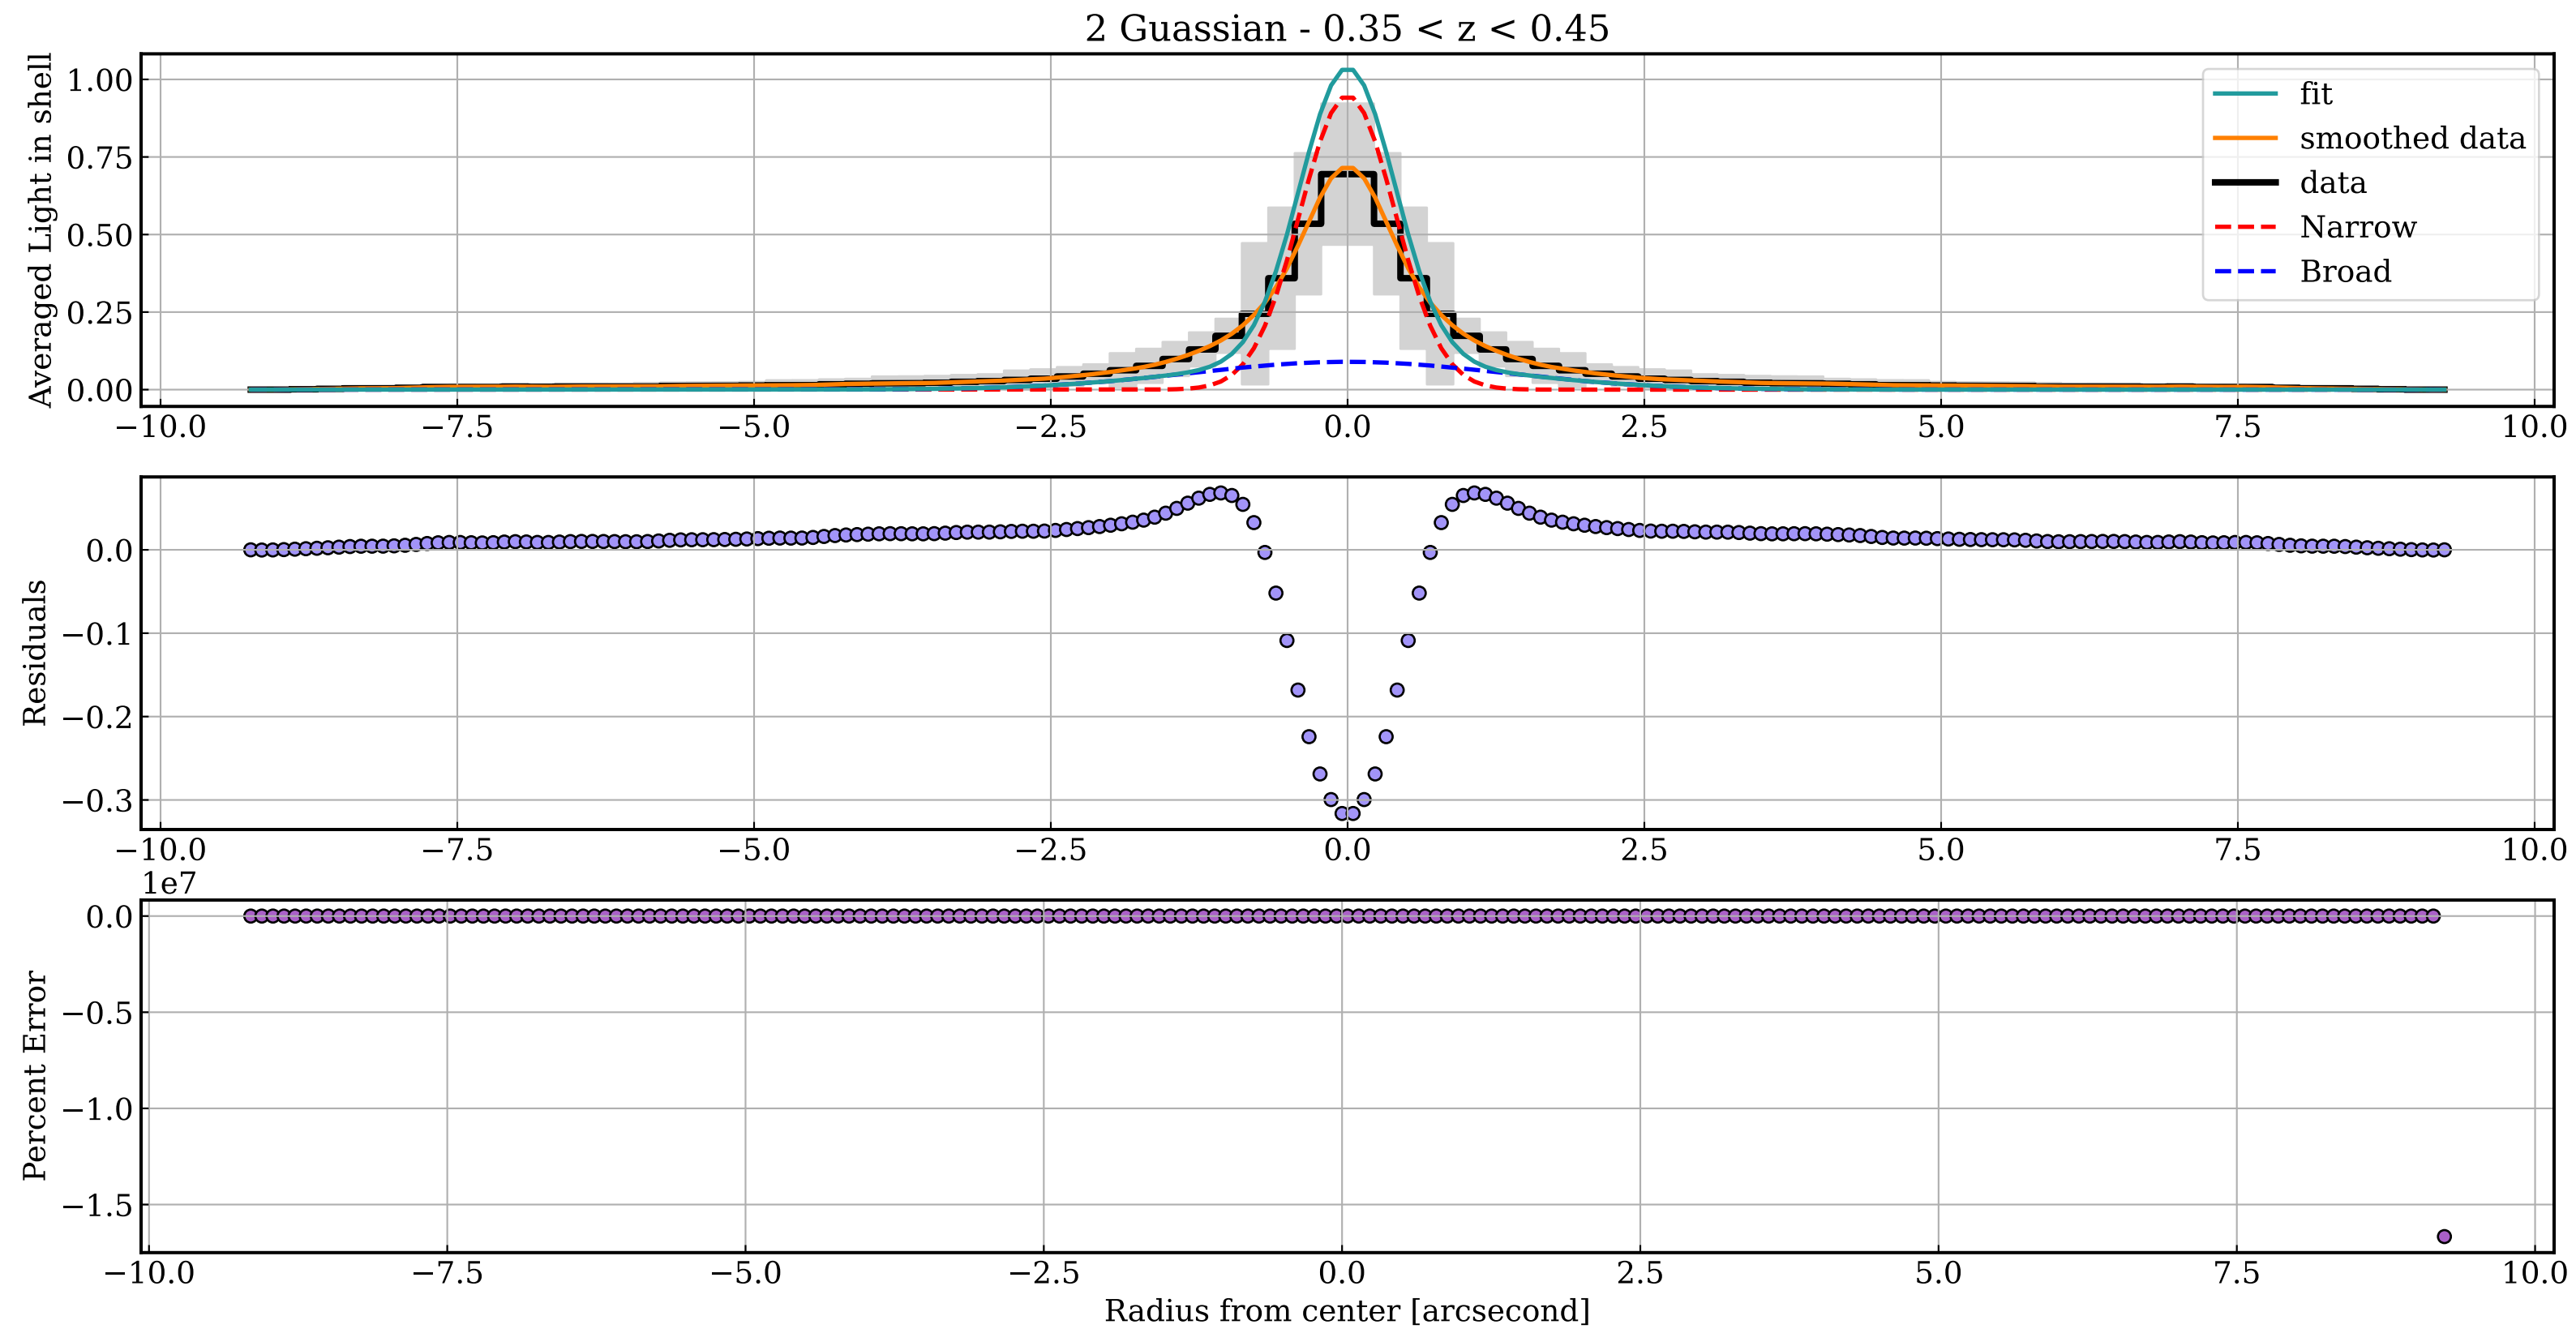 2 Guassian - 0.35 < z < 0.45
Averaged Light in shell
1.00
0.75
0.50
0.25
0.00
fit
smoothed data
data
Narrow
Broad
−10.0 −7.5 −5.0 −2.5 0.0 2.5 5.0 7.5 10.0
Residuals
0.0
−0.1
−0.2
−0.3
−10.0 −7.5 −5.0 −2.5 0.0 2.5 5.0 7.5 10.0
1e7
Percent Error
0.0
−0.5
−1.0
−1.5
−10.0 −7.5 −5.0 −2.5 0.0 2.5 5.0 7.5 10.0
Radius from center [arcsecond]